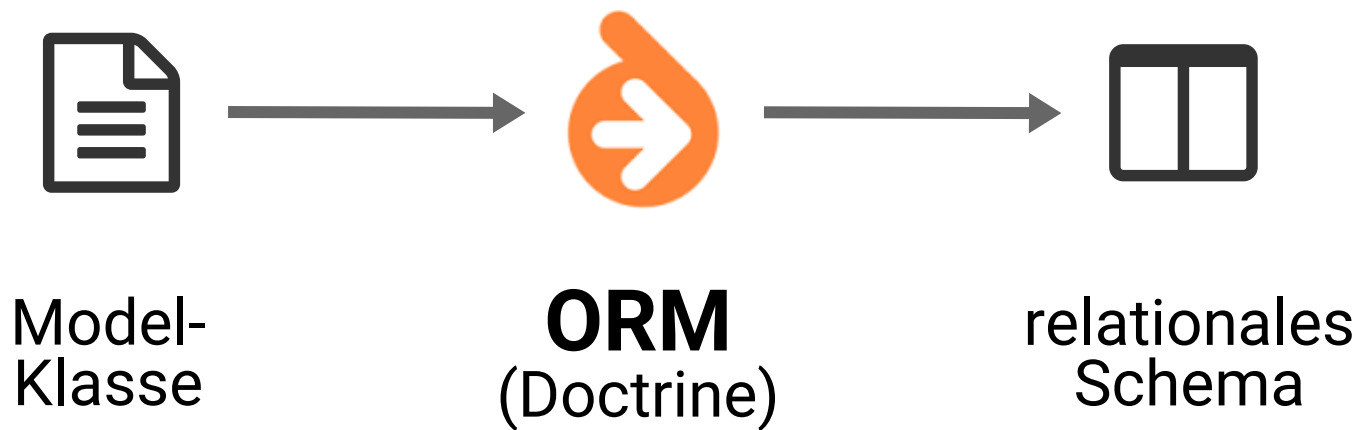 Model-
Klasse
ORM
(Doctrine)
relationales
Schema